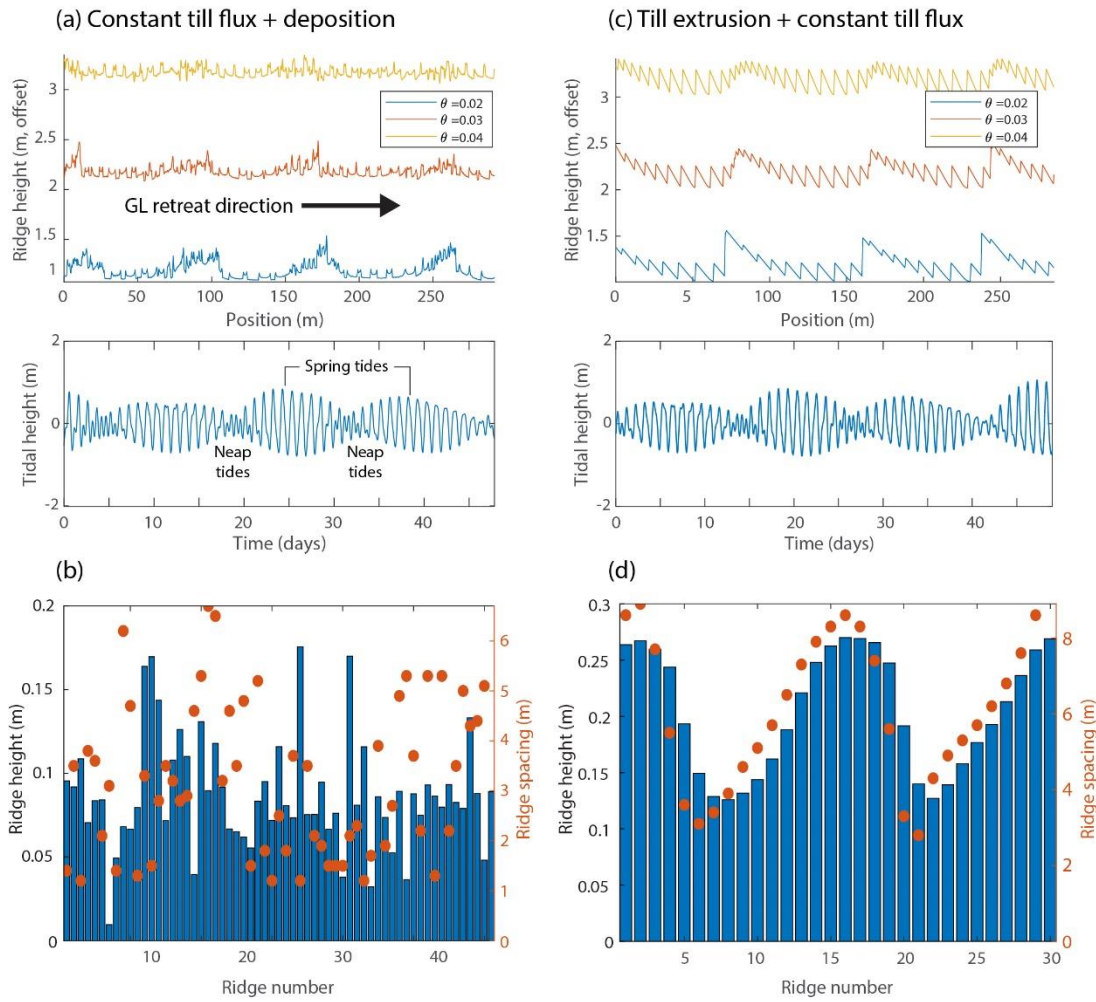 (a) Constant till flux + deposition
Ridge height (m, offset)
3
2.5
2
1.5
1
θ =0.02
θ =0.03
θ =0.04
GL retreat direction
0 50 100 150 200 250
Position (m)
Tidal height (m)
2
0
-2
Spring tides
Neap tides
Neap tides
0 10 20 30 40
Time (days)
(c) Till extrusion + constant till flux
Ridge height (m, offset)
3
2.5
2
1.5
θ =0.02
θ =0.03
θ =0.04
0 50 5 100 150 200 250
Position (m)
Tidal height (m)
2
0
-2
0 10 20 30 40
Time (days)
(b)
Ridge height (m)
0.2
0.15
0.1
0.05
0
6
5
4
3
2
1
0
Ridge spacing (m)
10 20 30 40
Ridge number
(d)
Ridge height (m)
0.3
0.25
0.2
0.15
0.1
0.05
0
8
6
4
2
0
Ridge spacing (m)
5 10 15 20 25 30
Ridge number